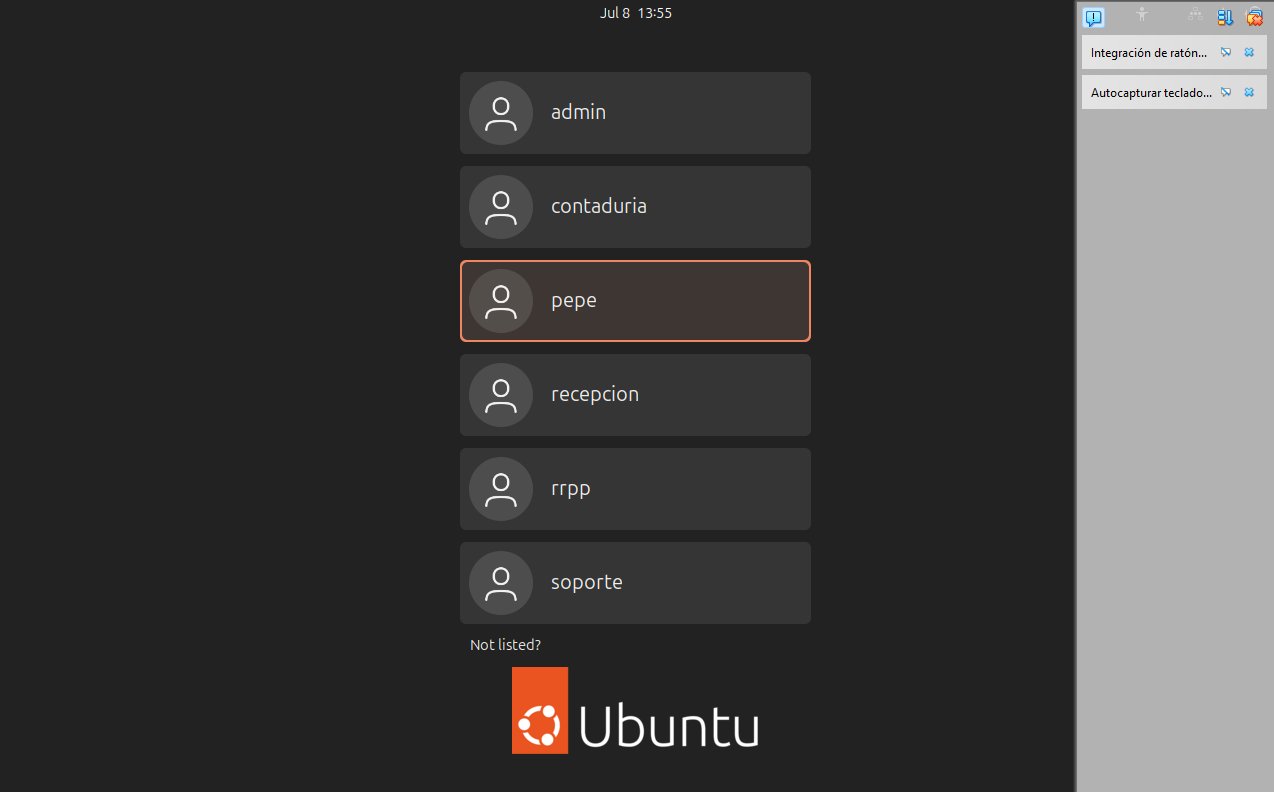 Jul 8 13:55
admin
contaduria
pepe
recepcion
rrpp
soporte
Not listed?
Ubuntu
Integración de ratón...
Autocapturar teclado...